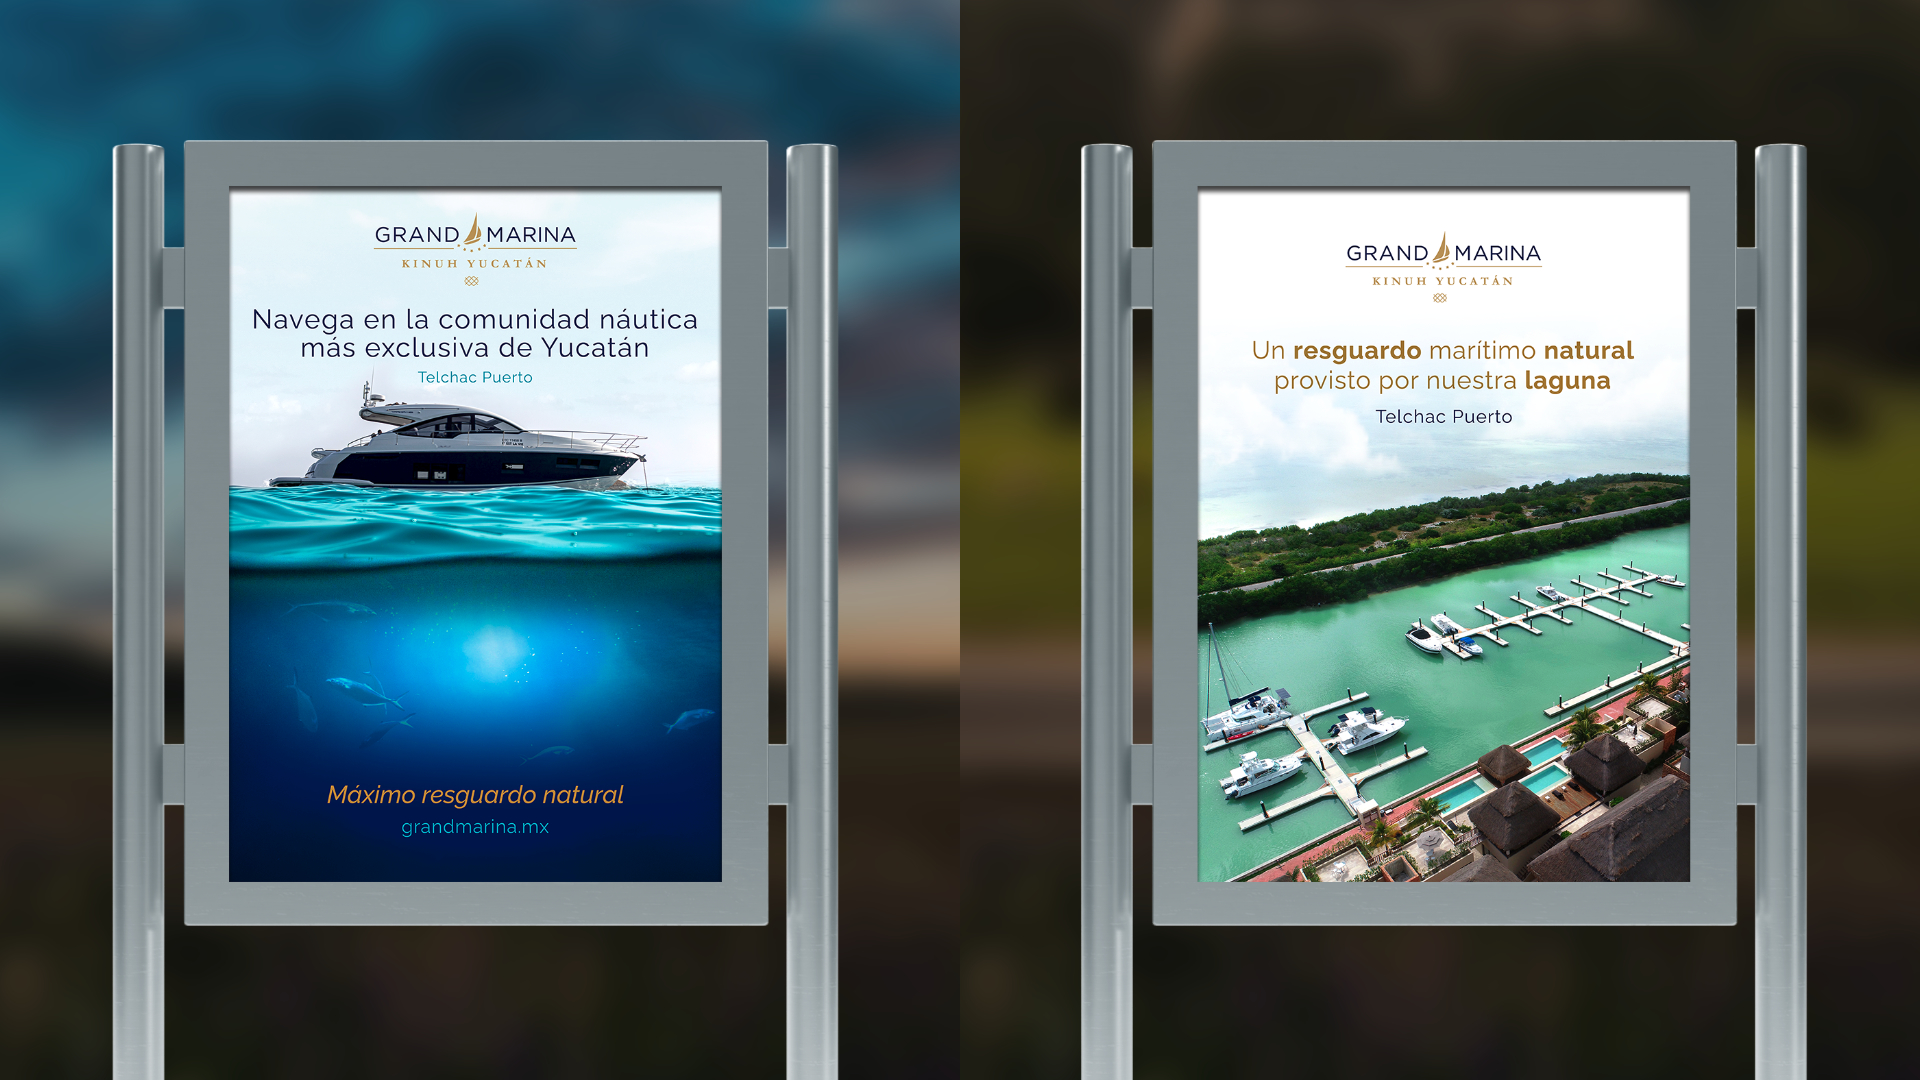 GRAND MARINA
KINUH YUCATÁN
Navega en la comunidad náutica
más exclusiva de Yucatán
Telchac Puerto
Máximo resguardo natural
grandmarina.mx
GRAND MARINA
KINUH YUCATÁN
Un resguardo marítimo natural
provisto por nuestra laguna
Telchac Puerto